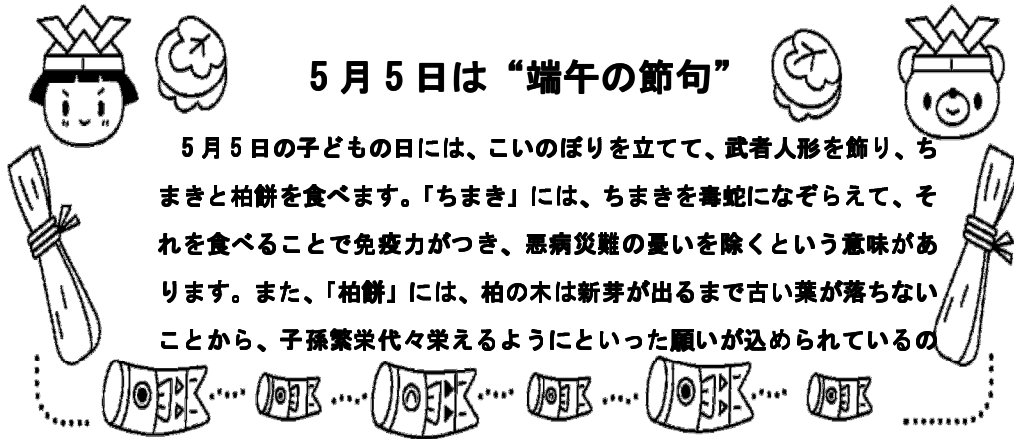 5月5日は“端午の節句”
5月5日の子どもの日には、こいのぼりを立てて、武者人形を飾り、ち
まきと柏餅を食べます。「ちまき」には、ちまきを毒蛇になぞらえて、そ
れを食べることで免疫力がつき、悪病災難の憂いを除くという意味があ
ります。また、「柏餅」には、柏の木は新芽が出るまで古い葉が落ちない
ことから、子孫繁栄代々栄えるようにといった願いが込められているの